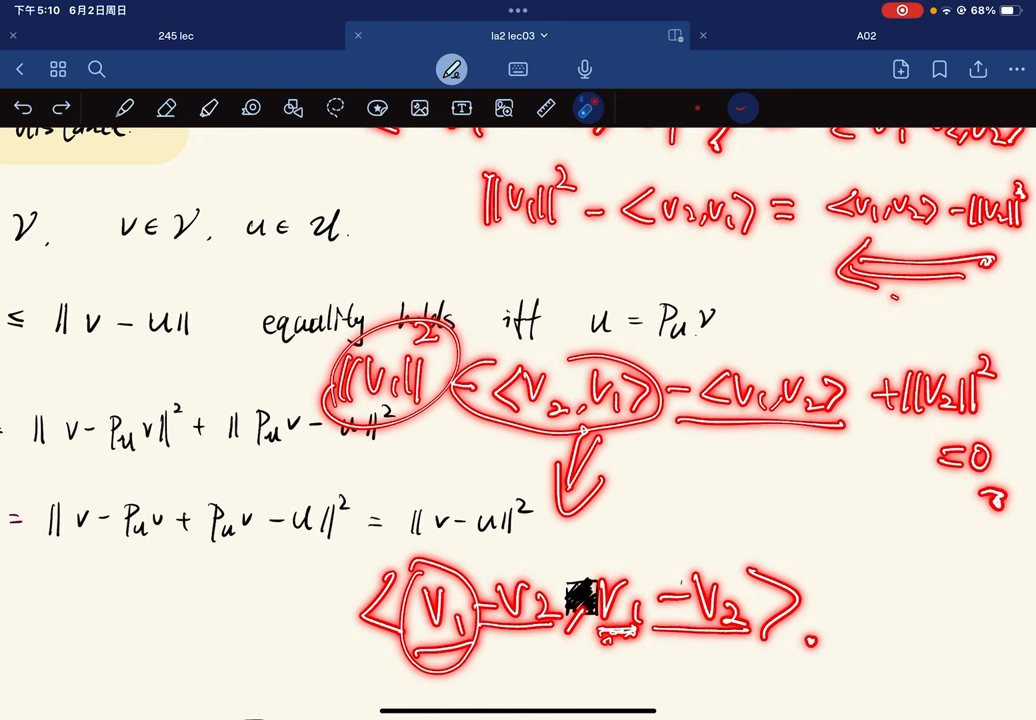 下午5:10 6月2日周日
68%
245 lec
la2 lec03
A02
distance.
‖v₁‖² - <v₂,v₁> = <v₁,v₂> - ‖v₂‖²
𝒱, v ∈ 𝒱, u ∈ 𝒰.
≤ ‖v - u‖ equality holds iff u = P_𝒰 v
‖v₁‖² - <v₂,v₁> - <v₁,v₂> + ‖v₂‖²
= ‖v - P_𝒰 v‖² + ‖P_𝒰 v - u‖²
= 0
= ‖v - P_𝒰 v + P_𝒰 v - u‖² = ‖v - u‖²
<v₁ - v₂, v₁ - v₂>.